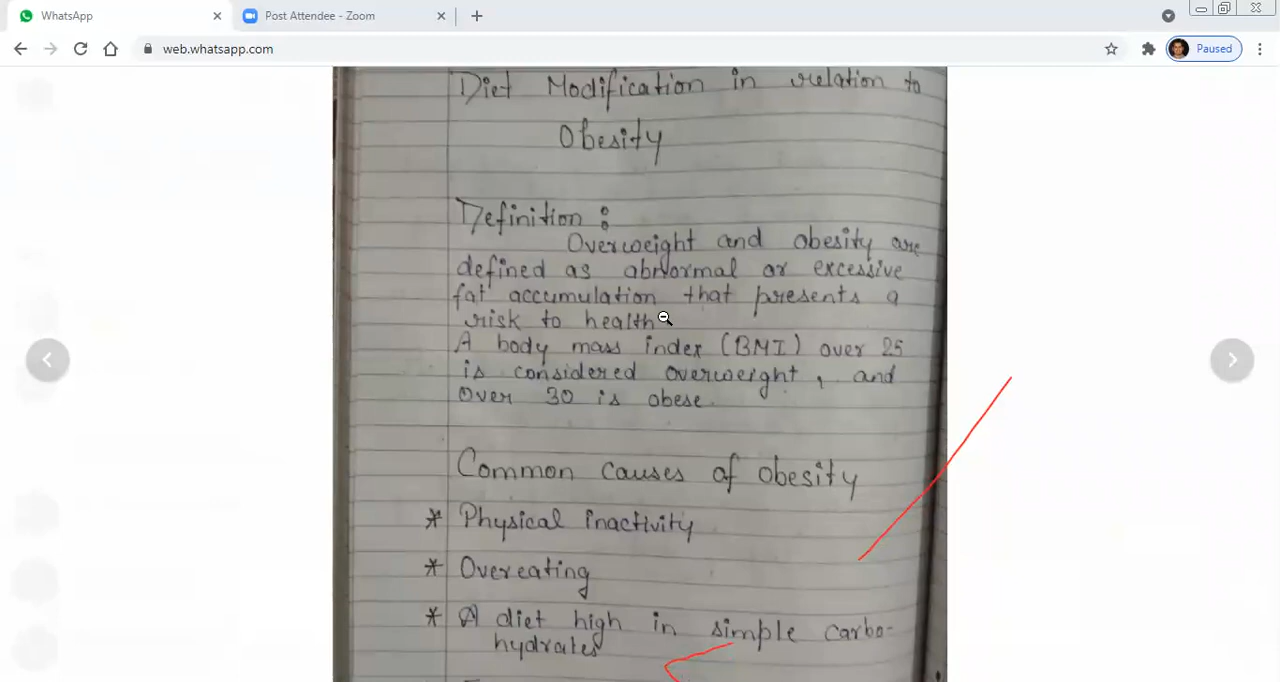 WhatsApp
Post Attendee - Zoom
web.whatsapp.com
Paused
Diet Modification in relation to
Obesity
Definition :
Overweight and obesity are
defined as abnormal or excessive
fat accumulation that presents a
risk to health
A body mass index (BMI) over 25
is considered overweight, and
over 30 is obese.
Common causes of obesity
* Physical inactivity
* Overeating
* A diet high in simple carbo-
hydrates